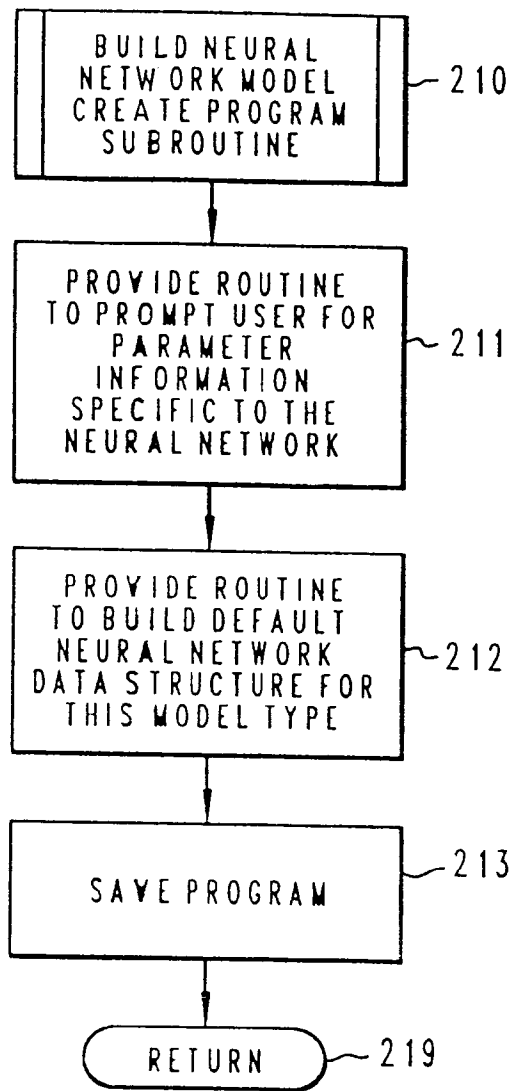 BUILD NEURAL
NETWORK MODEL
CREATE PROGRAM
SUBROUTINE
210
PROVIDE ROUTINE
TO PROMPT USER FOR
PARAMETER
INFORMATION
SPECIFIC TO THE
NEURAL NETWORK
211
PROVIDE ROUTINE
TO BUILD DEFAULT
NEURAL NETWORK
DATA STRUCTURE FOR
THIS MODEL TYPE
212
SAVE PROGRAM
213
RETURN
219